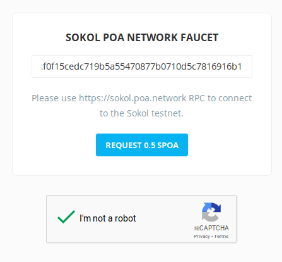 SOKOL POA NETWORK FAUCET
:f0f15cedc719b5a55470877b0710d5c7816916b1
Please use https://sokol.poa.network RPC to connect
to the Sokol testnet.
REQUEST 0.5 SPOA
I'm not a robot
reCAPTCHA
Privacy - Terms